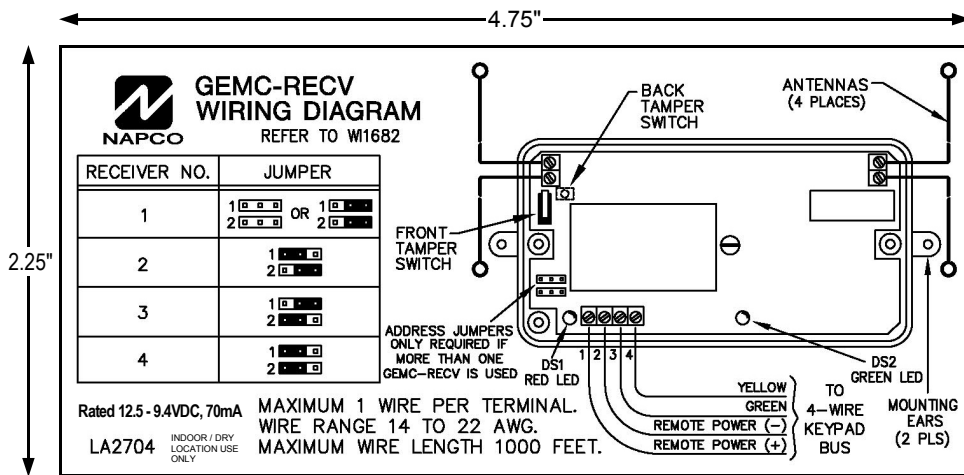 4.75"
2.25"
NAPCO
GEMC-RECV
WIRING DIAGRAM
REFER TO WI1682
RECEIVER NO. JUMPER
1 1 2 OR 1 2
2 1 2
3 1 2
4 1 2
BACK
TAMPER
SWITCH
ANTENNAS
(4 PLACES)
FRONT
TAMPER
SWITCH
ADDRESS JUMPERS
ONLY REQUIRED IF
MORE THAN ONE
GEMC-RECV IS USED
DS1
RED LED
1 2 3 4
DS2
GREEN LED
YELLOW
GREEN
REMOTE POWER (-)
REMOTE POWER (+)
TO
4-WIRE
KEYPAD
BUS
MOUNTING
EARS
(2 PLS)
Rated 12.5 - 9.4VDC, 70mA
MAXIMUM 1 WIRE PER TERMINAL.
WIRE RANGE 14 TO 22 AWG.
MAXIMUM WIRE LENGTH 1000 FEET.
LA2704
INDOOR / DRY
LOCATION USE
ONLY